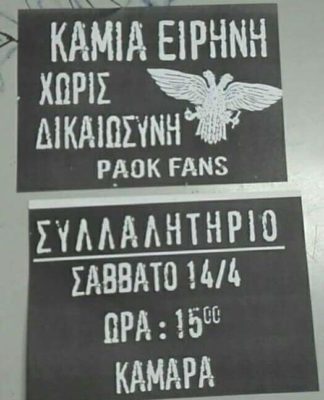 ΚΑΜΙΑ ΕΙΡΗΝΗ
ΧΩΡΙΣ
ΔΙΚΑΙΩΣΥΝΗ
PAOK FANS
ΣΥΛΛΑΛΗΤΗΡΙΟ
ΣΑΒΒΑΤΟ 14/4
ΩΡΑ : 15⁰⁰
ΚΑΜΑΡΑ